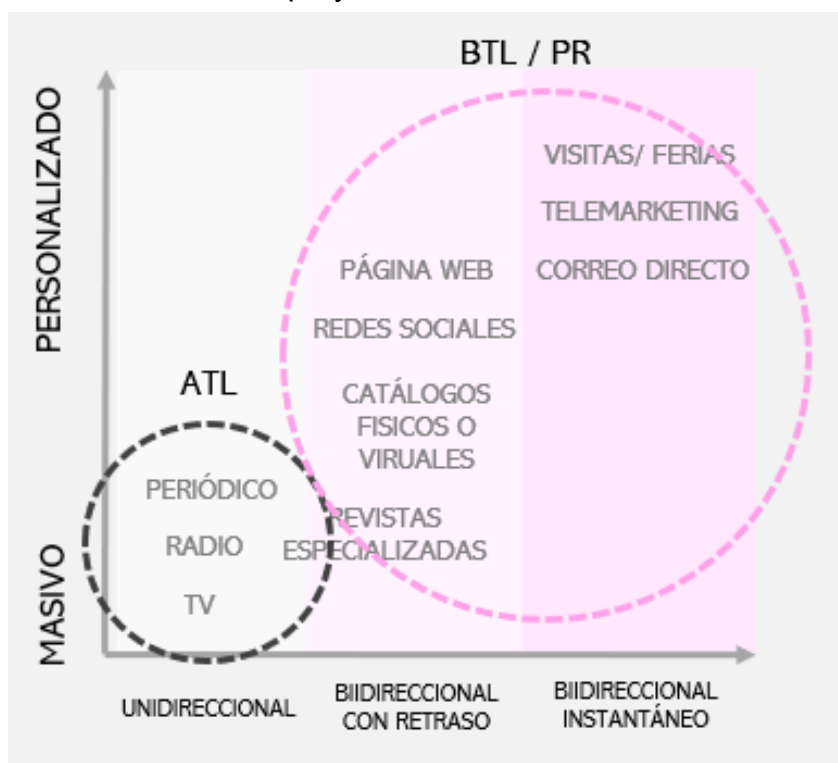 BTL / PR
PERSONALIZADO
MASIVO
ATL
PERIÓDICO
RADIO
TV
PÁGINA WEB
REDES SOCIALES
CATÁLOGOS
FISICOS O
VIRUALES
REVISTAS
ESPECIALIZADAS
VISITAS/ FERIAS
TELEMARKETING
CORREO DIRECTO
UNIDIRECCIONAL
BIIDIRECCIONAL
CON RETRASO
BIIDIRECCIONAL
INSTANTÁNEO